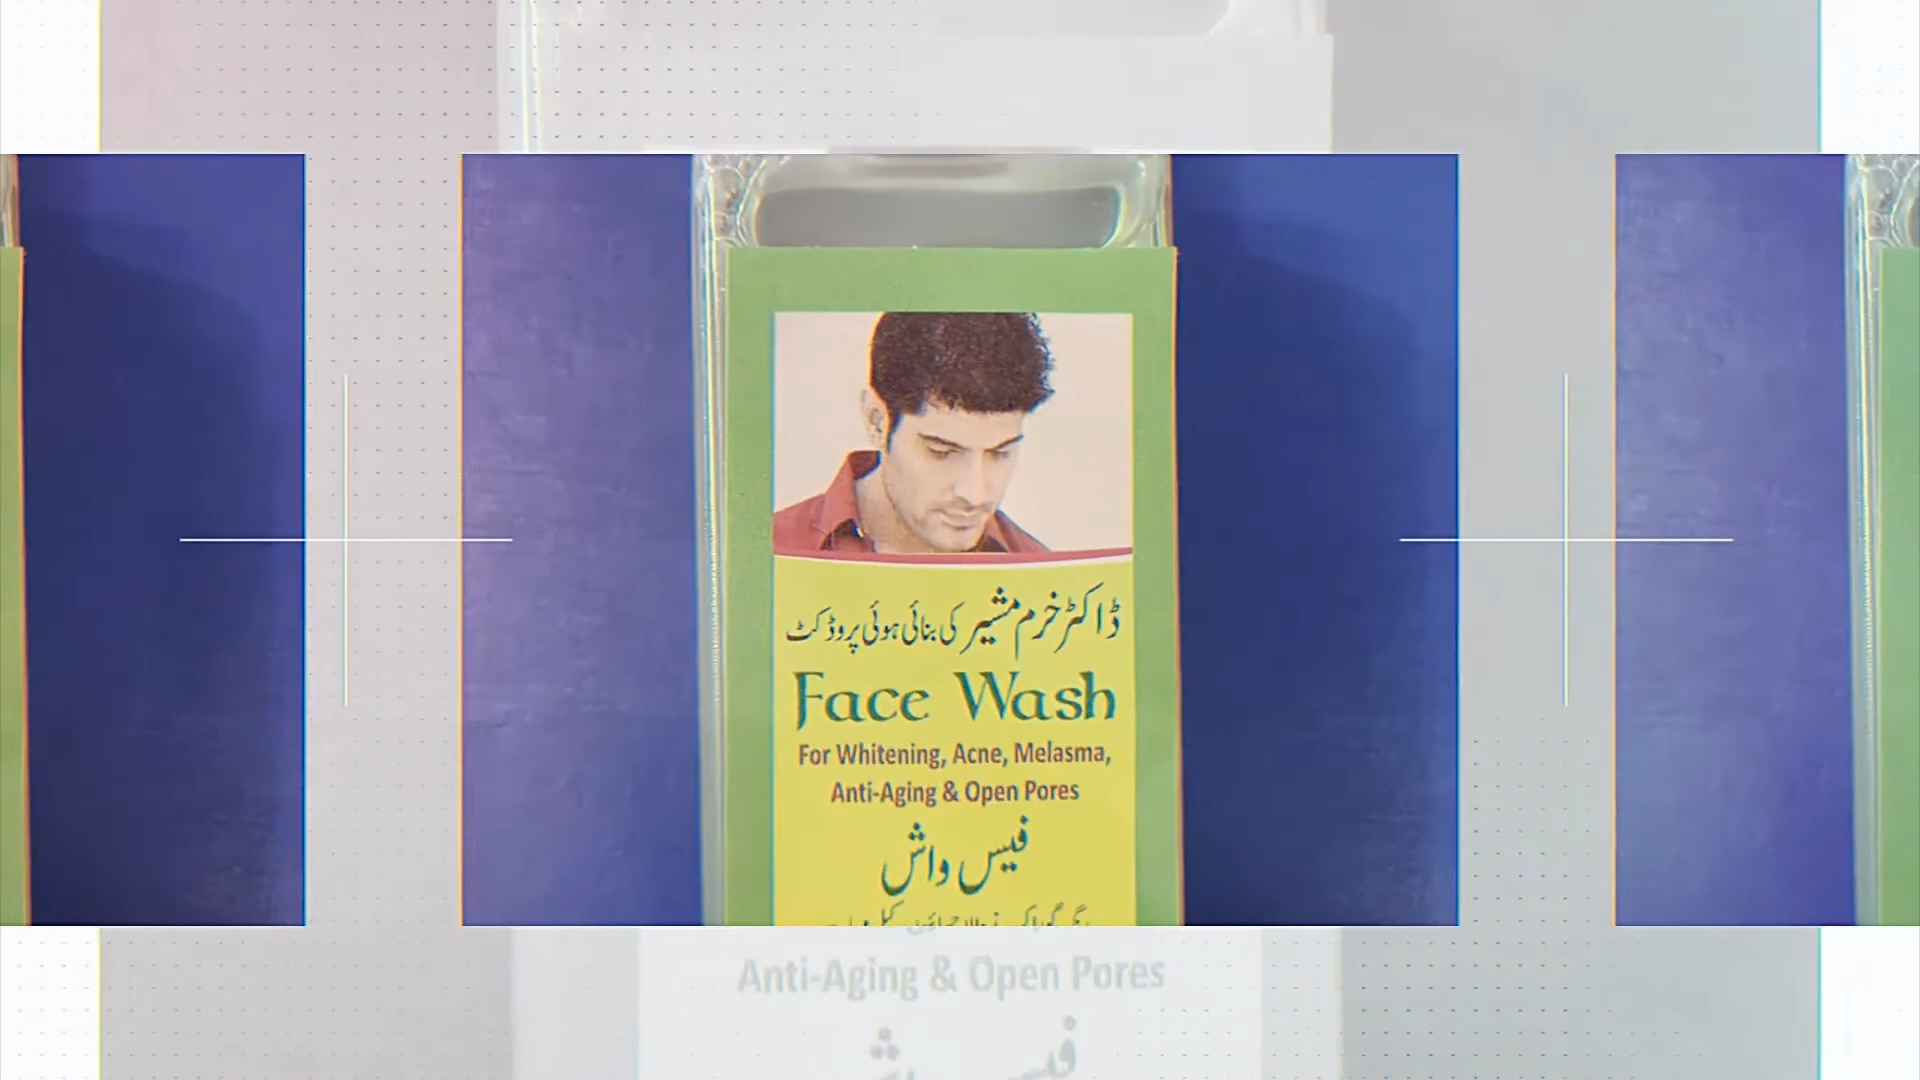 ڈاکٹر خرم مشیر کی بنائی ہوئی پروڈکٹ
Face Wash
For Whitening, Acne, Melasma,
Anti-Aging & Open Pores
فیس واش
Anti-Aging & Open Pores